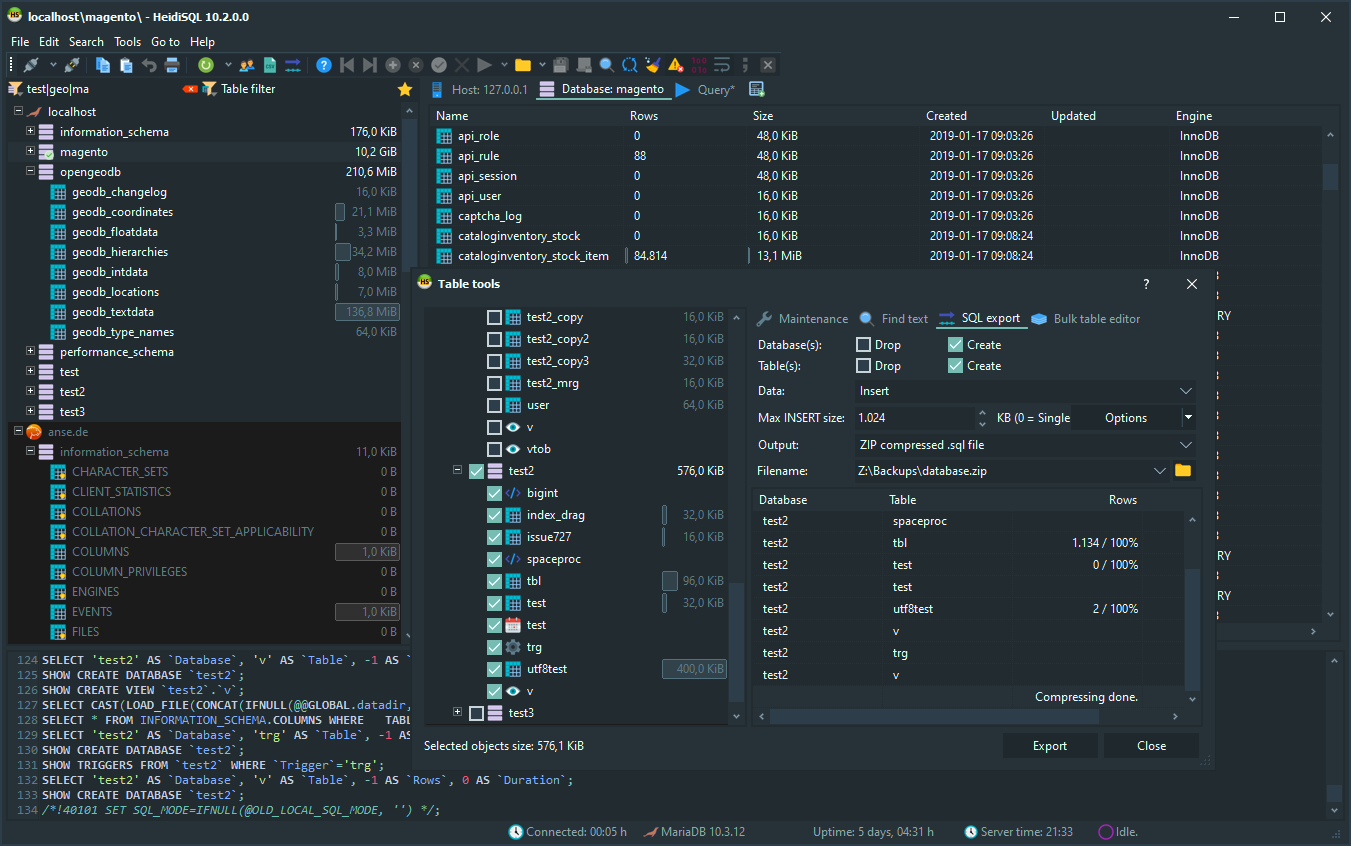 localhost\magento\ - HeidiSQL 10.2.0.0
File Edit Search Tools Go to Help
test|geo|ma Table filter
localhost
information_schema 176,0 KiB
magento 10,2 GiB
opengeodb 210,6 MiB
geodb_changelog 16,0 KiB
geodb_coordinates 21,1 MiB
geodb_floatdata 3,3 MiB
geodb_hierarchies 34,2 MiB
geodb_intdata 8,0 MiB
geodb_locations 7,0 MiB
geodb_textdata 136,8 MiB
geodb_type_names 64,0 KiB
performance_schema
test
test2
test3
anse.de
information_schema 11,0 KiB
CHARACTER_SETS 0 B
CLIENT_STATISTICS 0 B
COLLATIONS 0 B
COLLATION_CHARACTER_SET_APPLICABILITY 0 B
COLUMNS 1,0 KiB
COLUMN_PRIVILEGES 0 B
ENGINES 0 B
EVENTS 1,0 KiB
FILES 0 B
Host: 127.0.0.1 Database: magento Query*
Name Rows Size Created Updated Engine
api_role 0 48,0 KiB 2019-01-17 09:03:26 InnoDB
api_rule 88 48,0 KiB 2019-01-17 09:03:26 InnoDB
api_session 0 48,0 KiB 2019-01-17 09:03:26 InnoDB
api_user 0 16,0 KiB 2019-01-17 09:03:26 InnoDB
captcha_log 0 16,0 KiB 2019-01-17 09:03:26 InnoDB
cataloginventory_stock 0 16,0 KiB 2019-01-17 09:08:24 InnoDB
cataloginventory_stock_item 84.814 13,1 MiB 2019-01-17 09:08:24 InnoDB
RY
RY
RY
Table tools ?
test2_copy 16,0 KiB
test2_copy2 16,0 KiB
test2_copy3 32,0 KiB
test2_mrg 16,0 KiB
user 64,0 KiB
v
vtob
test2 576,0 KiB
bigint
index_drag 32,0 KiB
issue727 16,0 KiB
spaceproc
tbl 96,0 KiB
test 32,0 KiB
test
trg
utf8test 400,0 KiB
v
test3
Selected objects size: 576,1 KiB
Maintenance Find text SQL export Bulk table editor
Database(s): Drop Create
Table(s): Drop Create
Data: Insert
Max INSERT size: 1.024 KB (0 = Single Options
Output: ZIP compressed .sql file
Filename: Z:\Backups\database.zip
Database Table Rows
test2 spaceproc
test2 tbl 1.134 / 100%
test2 test 0 / 100%
test2 test
test2 utf8test 2 / 100%
test2 v
test2 trg
test2 v
Compressing done.
Export Close
124 SELECT 'test2' AS `Database`, 'v' AS `Table`, -1 AS `
125 SHOW CREATE DATABASE `test2`;
126 SHOW CREATE VIEW `test2`.`v`;
127 SELECT CAST(LOAD_FILE(CONCAT(IFNULL(@@GLOBAL.datadir,
128 SELECT * FROM INFORMATION_SCHEMA.COLUMNS WHERE TABL
129 SELECT 'test2' AS `Database`, 'trg' AS `Table`, -1 AS
130 SHOW CREATE DATABASE `test2`;
131 SHOW TRIGGERS FROM `test2` WHERE `Trigger`='trg';
132 SELECT 'test2' AS `Database`, 'v' AS `Table`, -1 AS `Rows`, 0 AS `Duration`;
133 SHOW CREATE DATABASE `test2`;
134 /*!40101 SET SQL_MODE=IFNULL(@OLD_LOCAL_SQL_MODE, '') */;
Connected: 00:05 h MariaDB 10.3.12 Uptime: 5 days, 04:31 h Server time: 21:33 Idle.